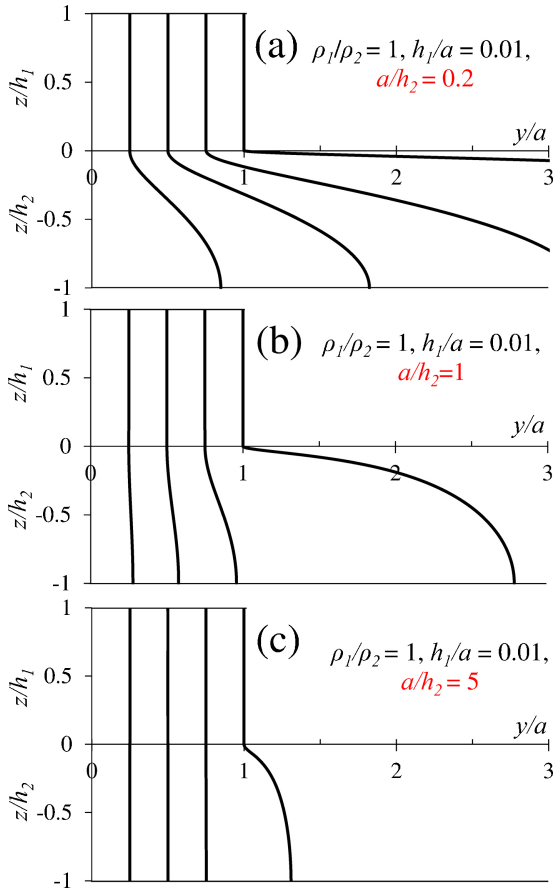 1
(a)
ρ1/ρ2 = 1, h1/a = 0.01,
a/h2 = 0.2
z/h1
0.5
y/a
0
0
1
2
3
z/h2
-0.5
-1
1
(b)
ρ1/ρ2 = 1, h1/a = 0.01,
a/h2=1
z/h1
0.5
y/a
0
0
1
2
3
z/h2
-0.5
-1
1
(c)
ρ1/ρ2 = 1, h1/a = 0.01,
a/h2 = 5
z/h1
0.5
y/a
0
0
1
2
3
z/h2
-0.5
-1